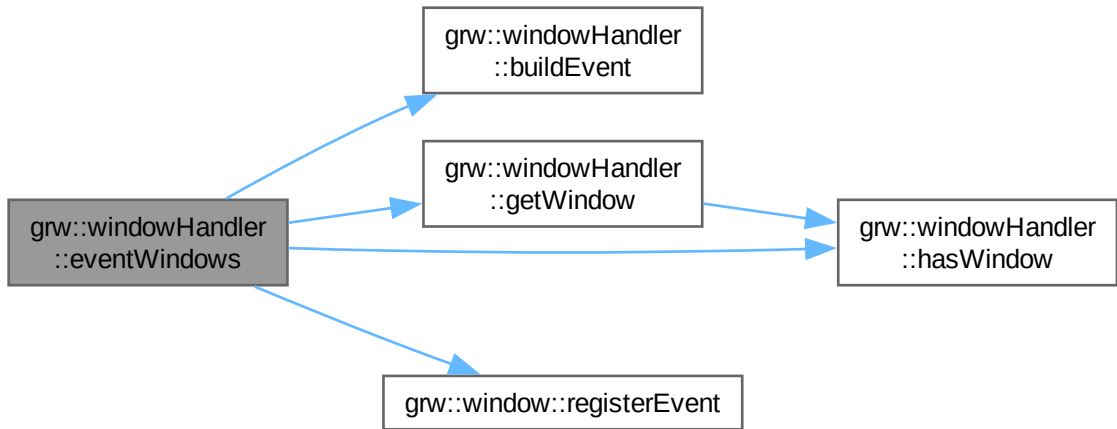 grw::windowHandler
::buildEvent
grw::windowHandler
::getWindow
grw::windowHandler
::eventWindows
grw::windowHandler
::hasWindow
grw::window::registerEvent